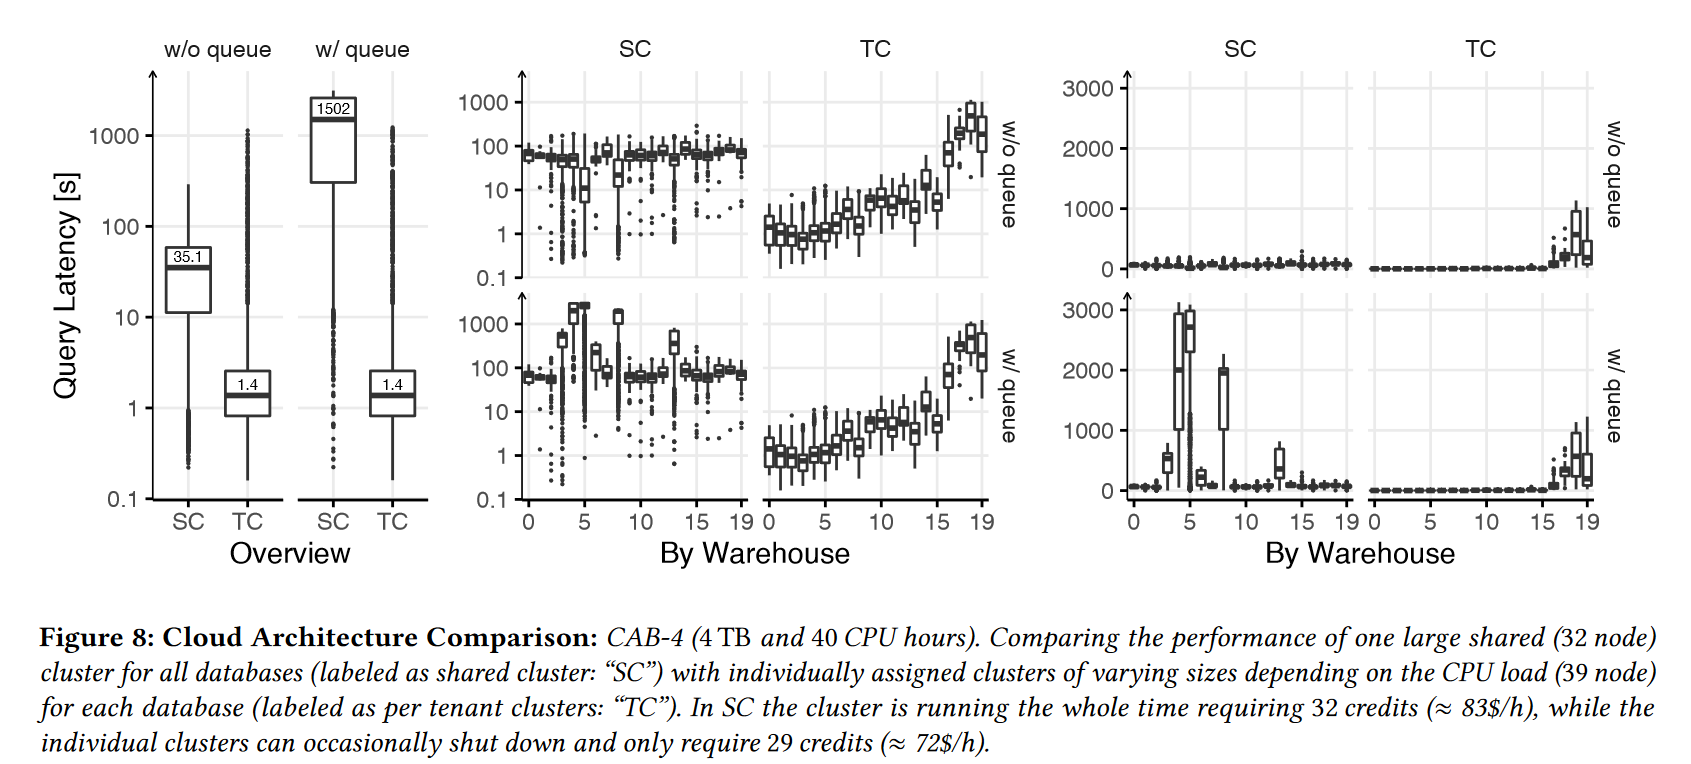 w/o queue w/ queue
SC TC
SC TC
1000
100
10
1
0.1
35.1
1.4
1502
1.4
Query Latency [s]
SC TC SC TC
Overview
1000
100
10
1
0.1
w/o queue
1000
100
10
1
0.1
w/ queue
0 5 10 15 19 0 5 10 15 19
By Warehouse
3000
2000
1000
0
w/o queue
3000
2000
1000
0
w/ queue
0 5 10 15 19 0 5 10 15 19
By Warehouse
Figure 8: Cloud Architecture Comparison: CAB-4 (4 TB and 40 CPU hours). Comparing the performance of one large shared (32 node)
cluster for all databases (labeled as shared cluster: “SC”) with individually assigned clusters of varying sizes depending on the CPU load (39 node)
for each database (labeled as per tenant clusters: “TC”). In SC the cluster is running the whole time requiring 32 credits (≈ 83$/h), while the
individual clusters can occasionally shut down and only require 29 credits (≈ 72$/h).